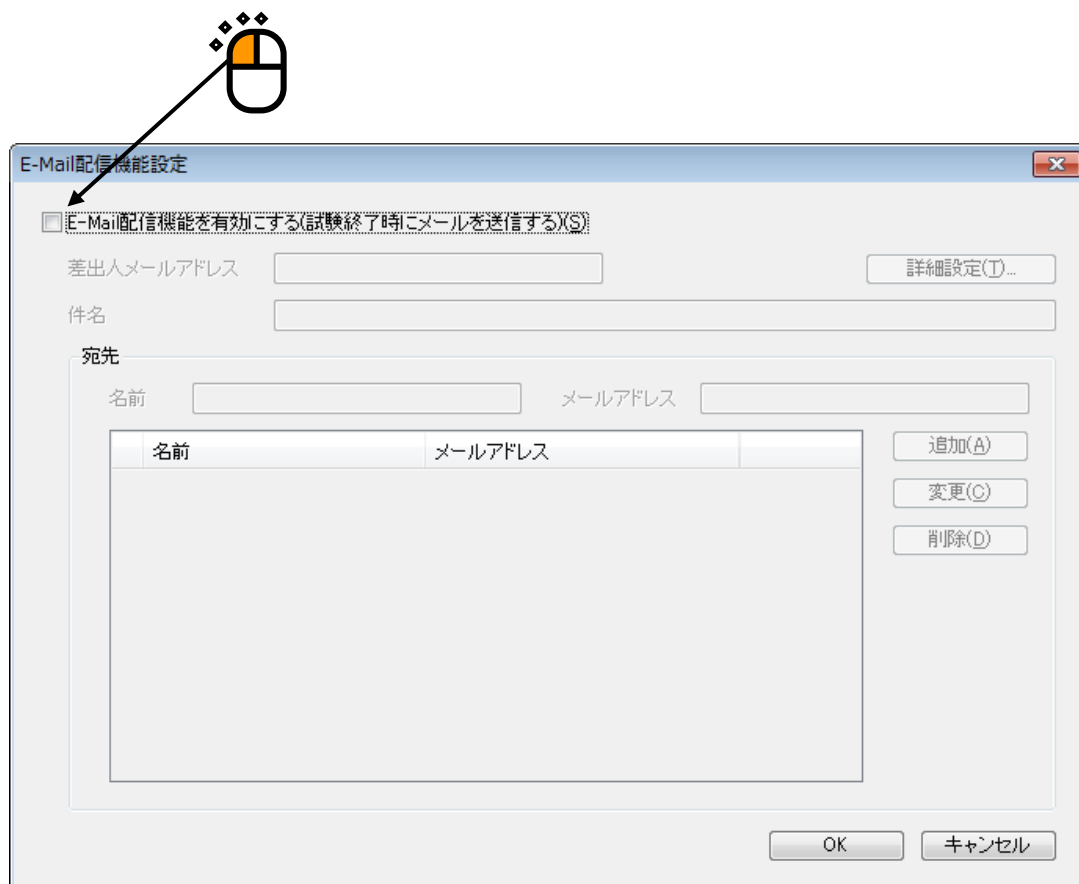 E-Mail配信機能設定
E-Mail配信機能を有効にする(試験終了時にメールを送信する)(S)
差出人メールアドレス
詳細設定(T)...
件名
宛先
名前
メールアドレス
名前 メールアドレス
追加(A)
変更(C)
削除(D)
OK キャンセル